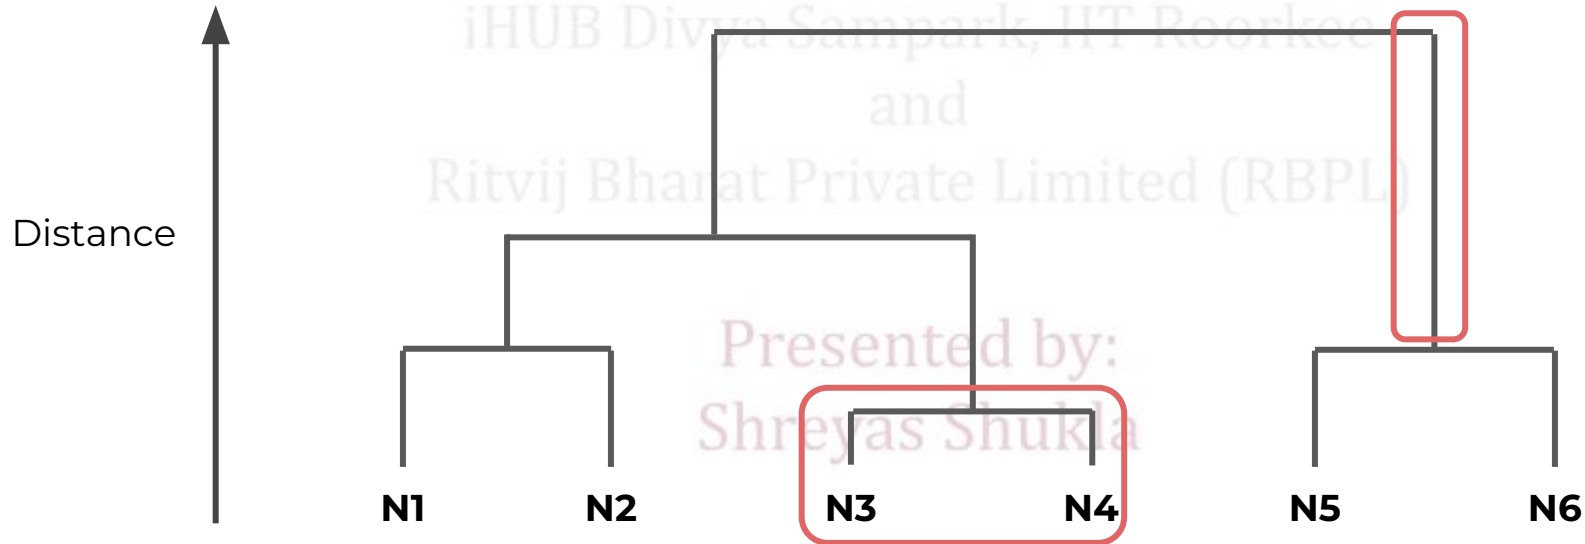 iHUB Divya Sampark, IIT Roorkee
and
Ritvij Bharat Private Limited (RBPL)
Distance
Presented by:
Shreyas Shukla
N1 N2 N3 N4 N5 N6